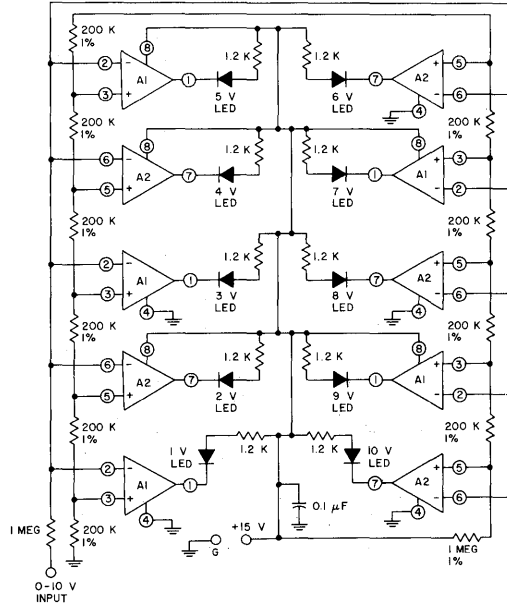 200 K
1%
8
1.2 K
1.2 K
2
−
A1
1
7
A2
+
5
3
+
5 V
LED
6 V
LED
−
6
4
200 K
1%
8
1.2 K
1.2 K
8
200 K
1%
6
−
A2
7
1
A1
+
3
5
+
4 V
LED
7 V
LED
−
2
200 K
1%
1.2 K
1.2 K
200 K
1%
2
−
A1
1
7
A2
+
5
3
+
3 V
LED
8 V
LED
−
6
4
4
200 K
1%
8
1.2 K
1.2 K
8
200 K
1%
6
−
A2
7
1
A1
+
3
5
+
2 V
LED
9 V
LED
−
2
200 K
1%
1 V
LED
1.2 K
1.2 K
10 V
LED
200 K
1%
2
−
A1
1
7
A2
+
5
3
+
−
6
4
4
0.1 µF
1 MEG
200 K
1%
G
+15 V
1 MEG
1%
0-10 V
INPUT